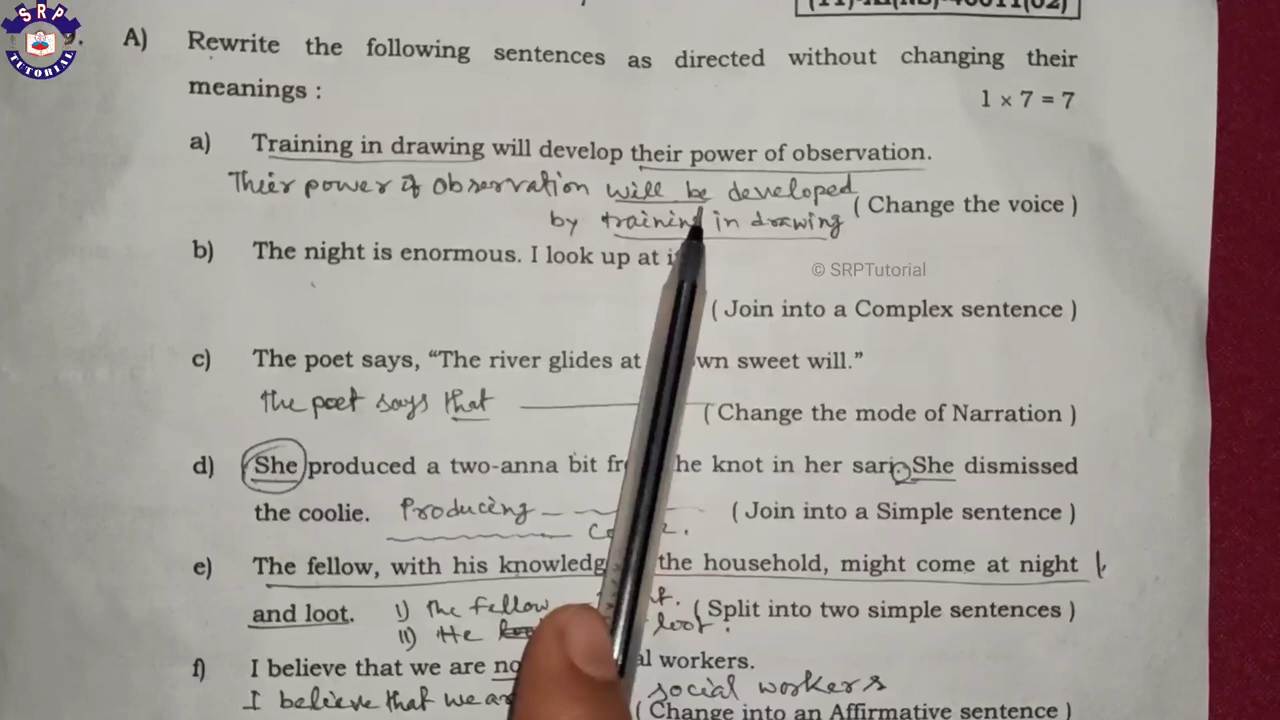 SRP
TUTORIAL
9. A) Rewrite the following sentences as directed without changing their
meanings : 1 x 7 = 7
a) Training in drawing will develop their power of observation.
Their power of observation will be developed
( Change the voice )
by training in drawing
b) The night is enormous. I look up at
© SRPTutorial
( Join into a Complex sentence )
c) The poet says, “The river glides at sweet will.”
the poet says that
( Change the mode of Narration )
d) She produced a two-anna bit the knot in her sari. She dismissed
the coolie. Producing ( Join into a Simple sentence )
e) The fellow, with his the household, might come at night
and loot. i) The fellow ( Split into two simple sentences )
ii) He loot.
f) I believe that we are workers.
I believe that we social workers
( Change into an Affirmative sentence )